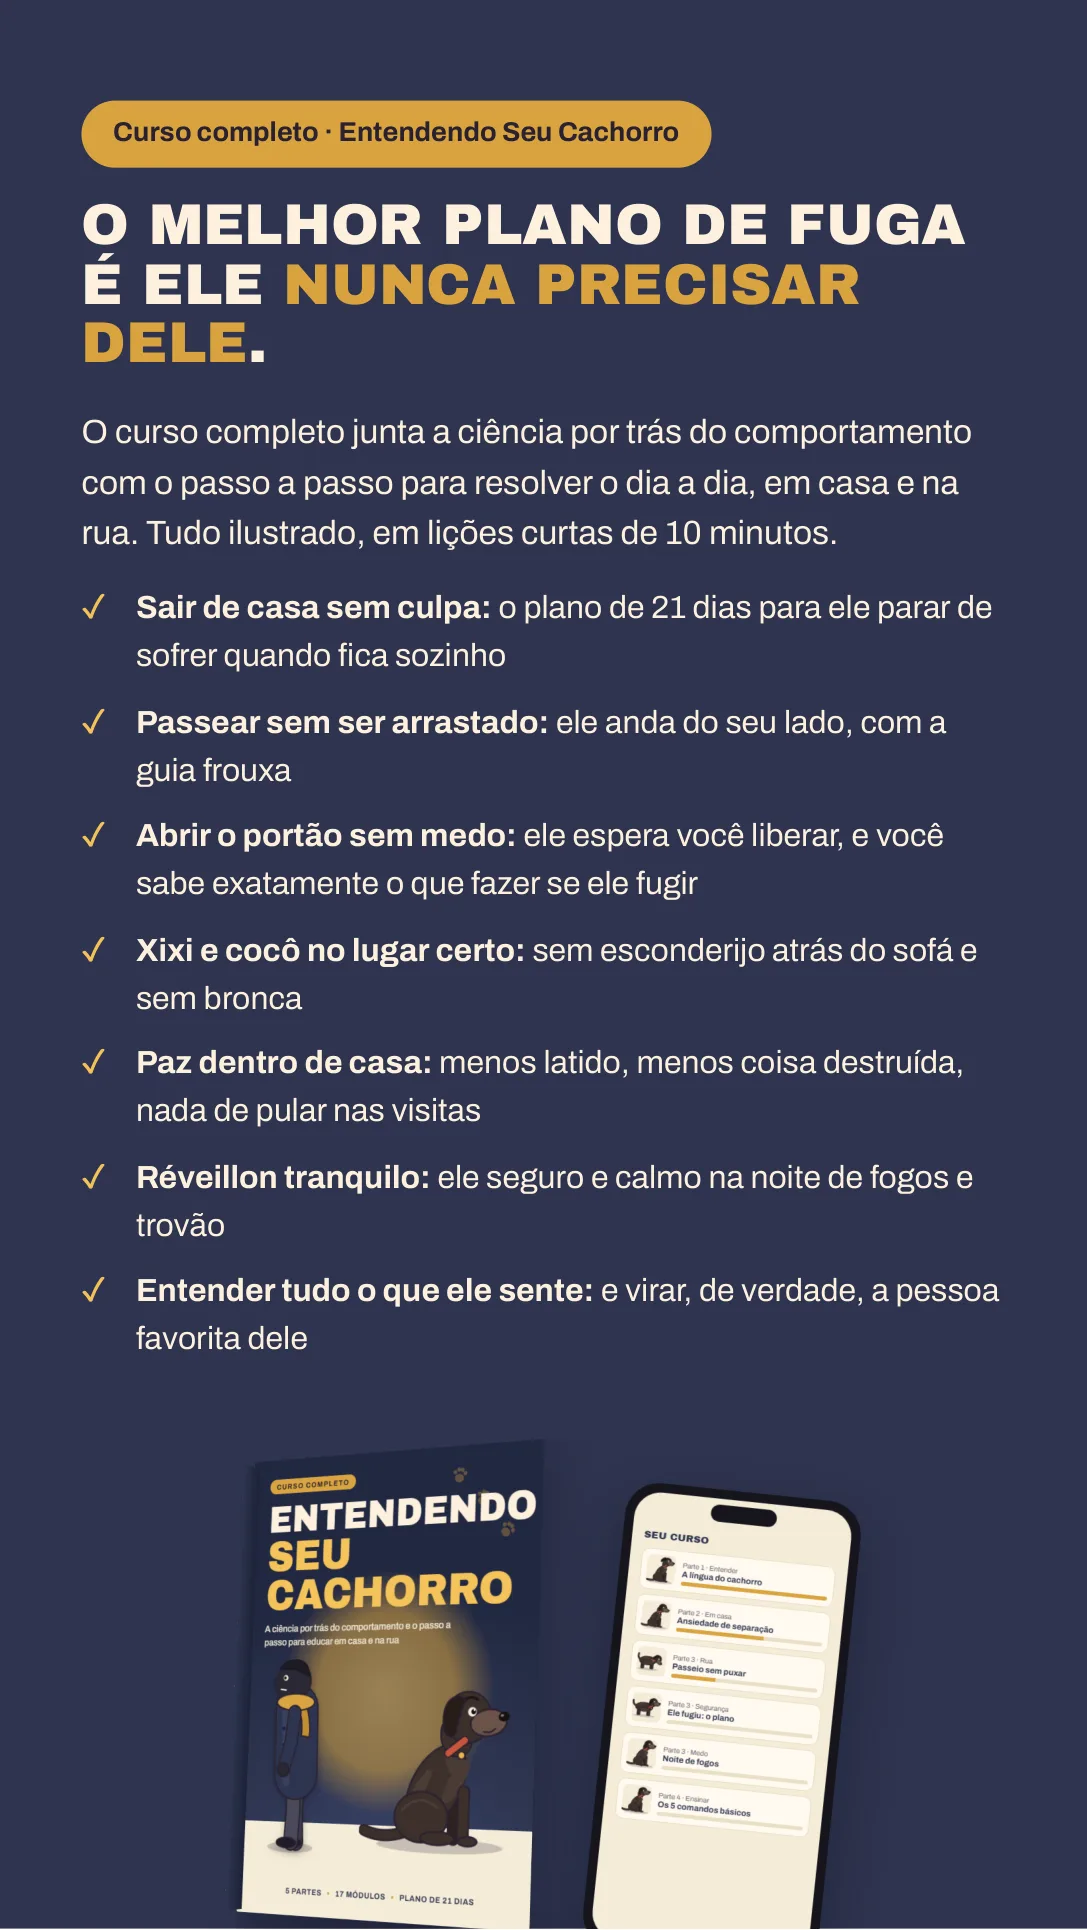 Curso completo · Entendendo Seu Cachorro
O MELHOR PLANO DE FUGA
É ELE NUNCA PRECISAR
DELE.
O curso completo junta a ciência por trás do comportamento
com o passo a passo para resolver o dia a dia, em casa e na
rua. Tudo ilustrado, em lições curtas de 10 minutos.
✓ Sair de casa sem culpa: o plano de 21 dias para ele parar de
sofrer quando fica sozinho
✓ Passear sem ser arrastado: ele anda do seu lado, com a
guia frouxa
✓ Abrir o portão sem medo: ele espera você liberar, e você
sabe exatamente o que fazer se ele fugir
✓ Xixi e cocô no lugar certo: sem esconderijo atrás do sofá e
sem bronca
✓ Paz dentro de casa: menos latido, menos coisa destruída,
nada de pular nas visitas
✓ Réveillon tranquilo: ele seguro e calmo na noite de fogos e
trovão
✓ Entender tudo o que ele sente: e virar, de verdade, a pessoa
favorita dele
CURSO COMPLETO
ENTENDENDO
SEU
CACHORRO
A ciência por trás do comportamento e o passo a
passo para educar em casa e na rua
5 PARTES · 17 MÓDULOS · PLANO DE 21 DIAS
SEU CURSO
Parte 1 · Entender
A língua do cachorro
Parte 2 · Em casa
Ansiedade de separação
Parte 3 · Rua
Passeio sem puxar
Parte 3 · Segurança
Ele fugiu: o plano
Parte 3 · Medo
Noite de fogos
Parte 4 · Ensinar
Os 5 comandos básicos